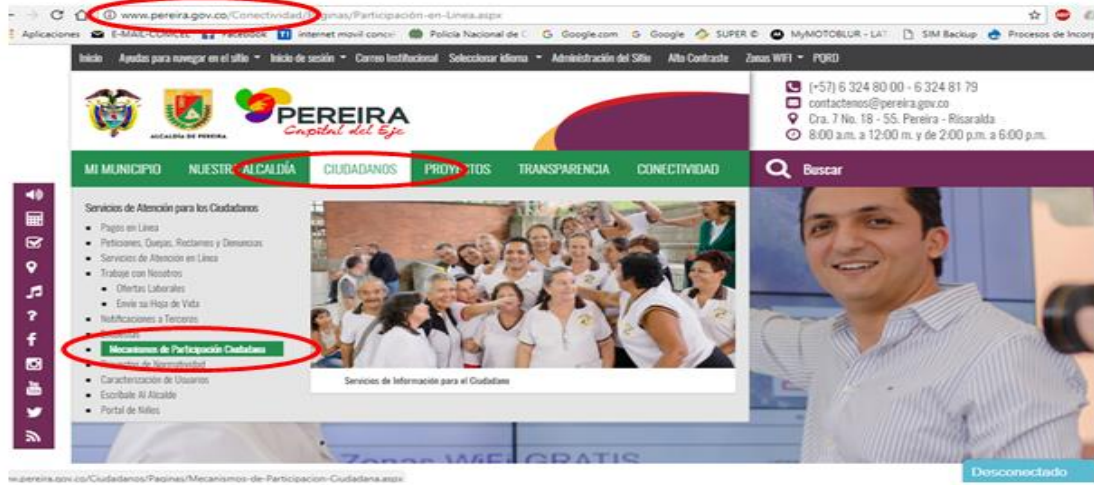 www.pereira.gov.co/Conectividad/Paginas/Participación-en-Linea.aspx
Aplicaciones E-MAIL-COMCEL Facebook internet movil conce Policia Nacional de C Google.com Google SUPER © MyMOTOBLUR - LAT SIM Backup Procesos de Incorp
Inicio Ayudas para navegar en el sitio Inicio de sesión Correo Institucional Seleccionar idioma Administración del Sitio Alto Contraste Zonas WIFI PQRD
(+57) 6 324 80 00 - 6 324 81 79
contactenos@pereira.gov.co
Cra. 7 No. 18 - 55. Pereira - Risaralda
8:00 a.m. a 12:00 m. y de 2:00 p.m. a 6:00 p.m.
ALCALDÍA DE PEREIRA
PEREIRA
Capital del Eje
MI MUNICIPIO NUESTRA ALCALDÍA CIUDADANOS PROYECTOS TRANSPARENCIA CONECTIVIDAD Buscar
Servicios de Atención para los Ciudadanos
Pagos en Línea
Peticiones, Quejas, Reclamos y Denuncias
Servicios de Atención en Línea
Trabaje con Nosotros
Ofertas Laborales
Envíe su Hoja de Vida
Notificaciones a Terceros
Mecanismos de Participación Ciudadana
de Normatividad
Caracterización de Usuarios
Escríbale Al Alcalde
Portal de Niños
Servicios de Información para el Ciudadano
Zonas WiFi GRATIS
Desconectado
w.pereira.gov.co/Ciudadanos/Paginas/Mecanismos-de-Participacion-Ciudadana.aspx